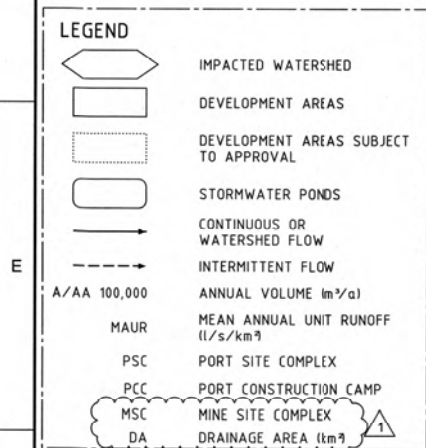 LEGEND
IMPACTED WATERSHED
DEVELOPMENT AREAS
DEVELOPMENT AREAS SUBJECT
TO APPROVAL
STORMWATER PONDS
CONTINUOUS OR
WATERSHED FLOW
E
INTERMITTENT FLOW
A/AA 100,000 ANNUAL VOLUME (m³/a)
MAUR MEAN ANNUAL UNIT RUNOFF
(l/s/km²)
PSC PORT SITE COMPLEX
PCC PORT CONSTRUCTION CAMP
MSC MINE SITE COMPLEX
1
DA DRAINAGE AREA (km²)